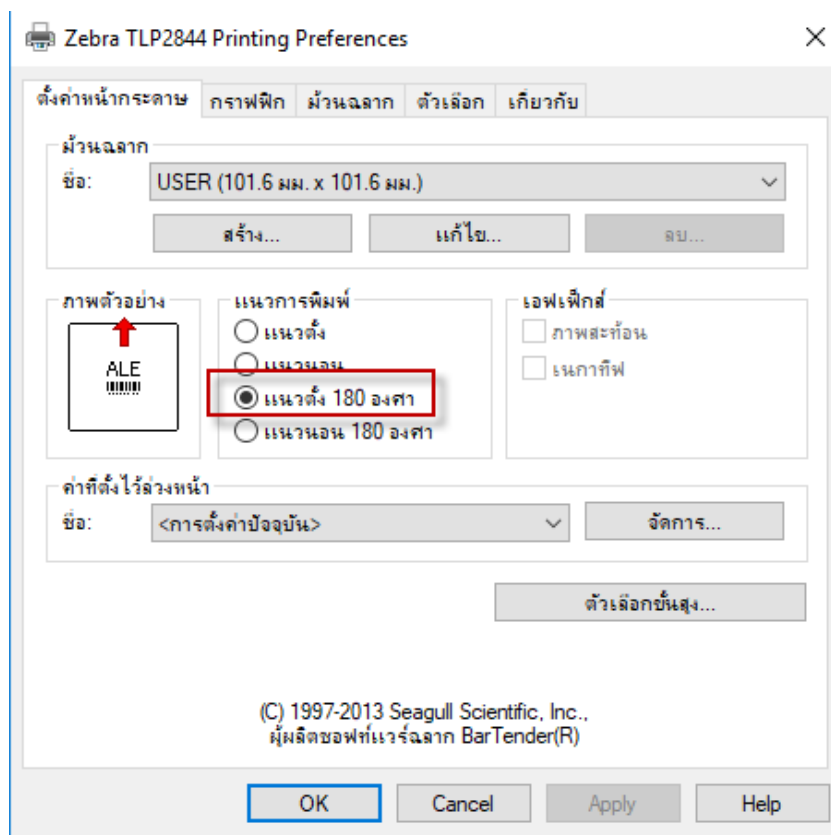 Zebra TLP2844 Printing Preferences
ตั้งค่าหน้ากระดาษ กราฟฟิก ม้วนฉลาก ตัวเลือก เกี่ยวกับ
ม้วนฉลาก
ชื่อ: USER (101.6 มม. x 101.6 มม.)
สร้าง... แก้ไข... ลบ...
ภาพตัวอย่าง
ALE
แนวการพิมพ์
แนวตั้ง
แนวนอน
แนวตั้ง 180 องศา
แนวนอน 180 องศา
เอฟเฟ็กส์
ภาพสะท้อน
เนกาทีฟ
ค่าที่ตั้งไว้ล่วงหน้า
ชื่อ: <การตั้งค่าปัจจุบัน> จัดการ...
ตัวเลือกขั้นสูง...
(C) 1997-2013 Seagull Scientific, Inc.,
ผู้ผลิตซอฟท์แวร์ฉลาก BarTender(R)
OK Cancel Apply Help